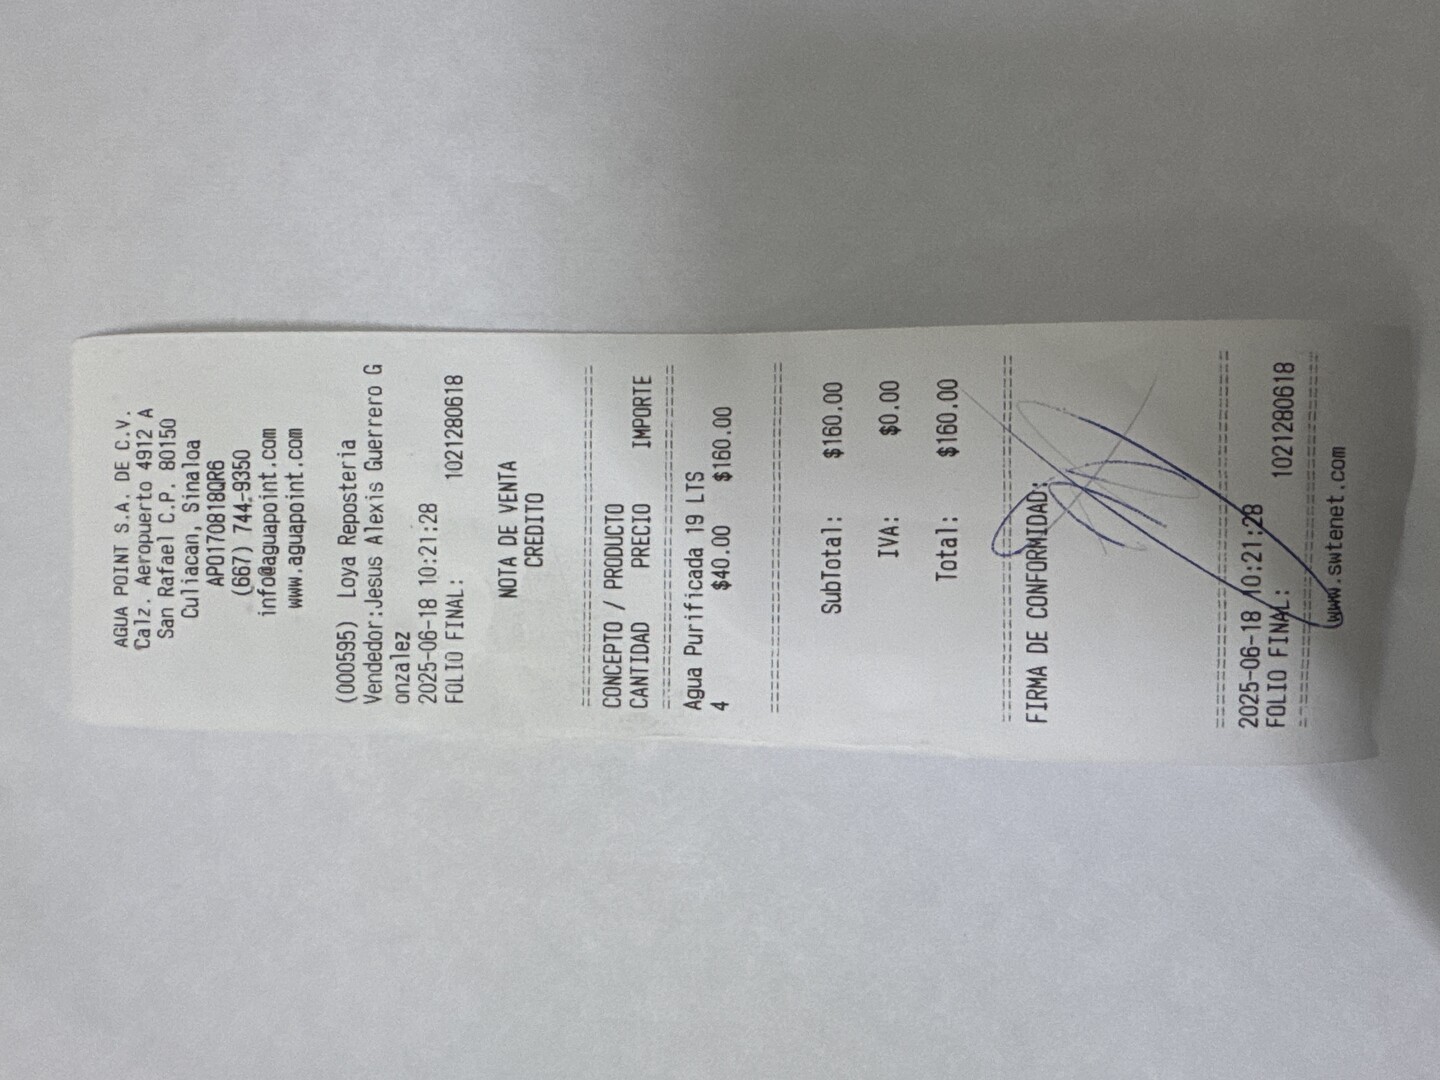 AGUA POINT S.A. DE C.V.
Calz. Aeropuerto 4912 A
San Rafael C.P. 80150
Culiacan, Sinaloa
APO170818QR6
(667) 744-9350
info@aguapoint.com
www.aguapoint.com
(000595) Loya Reposteria
Vendedor:Jesus Alexis Guerrero G
onzalez
2025-06-18 10:21:28
FOLIO FINAL: 1021280618
NOTA DE VENTA
CREDITO
================================
CONCEPTO / PRODUCTO
CANTIDAD PRECIO IMPORTE
================================
Agua Purificada 19 LTS
4 $40.00 $160.00
================================
SubTotal: $160.00
IVA: $0.00
Total: $160.00
================================
FIRMA DE CONFORMIDAD:
================================
2025-06-18 10:21:28
FOLIO FINAL: 1021280618
================================
www.swtenet.com